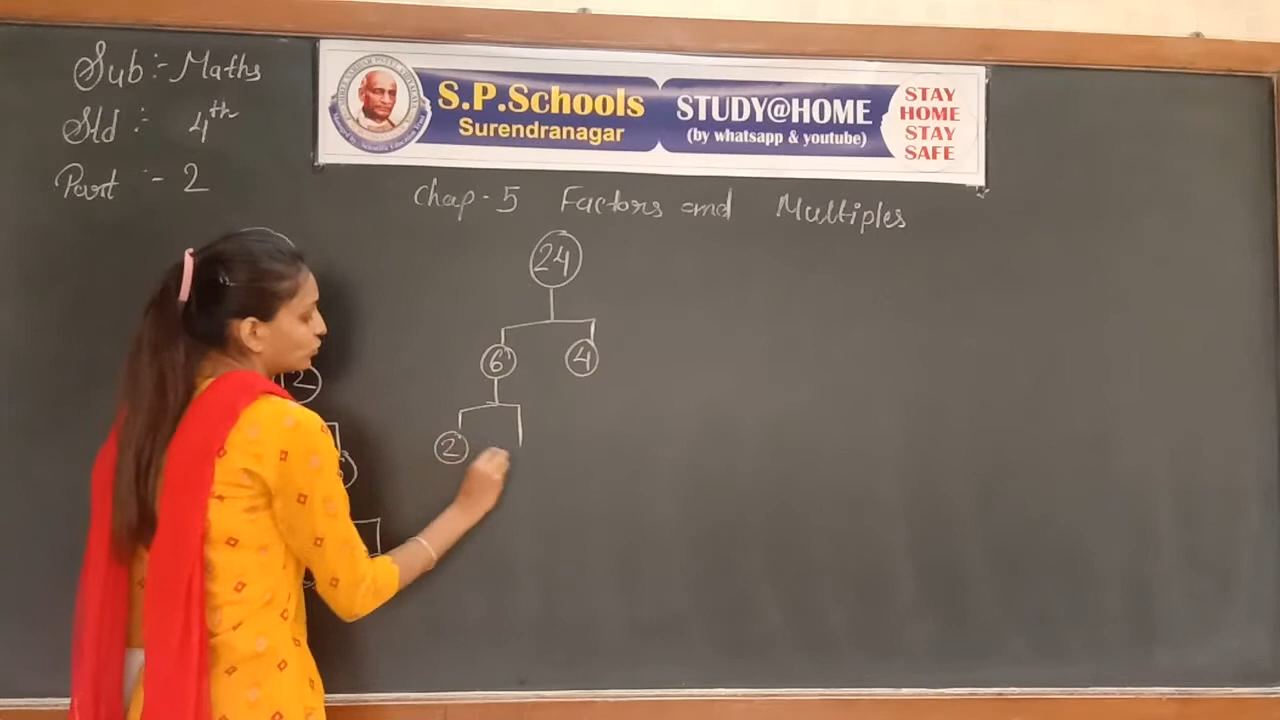 Sub :- Maths
Std :- 4th
Part :- 2
S.P.Schools
Surendranagar
STUDY@HOME
(by whatsapp & youtube)
STAY
HOME
STAY
SAFE
Chap - 5 Factors and Multiples
24
6 4
2
2